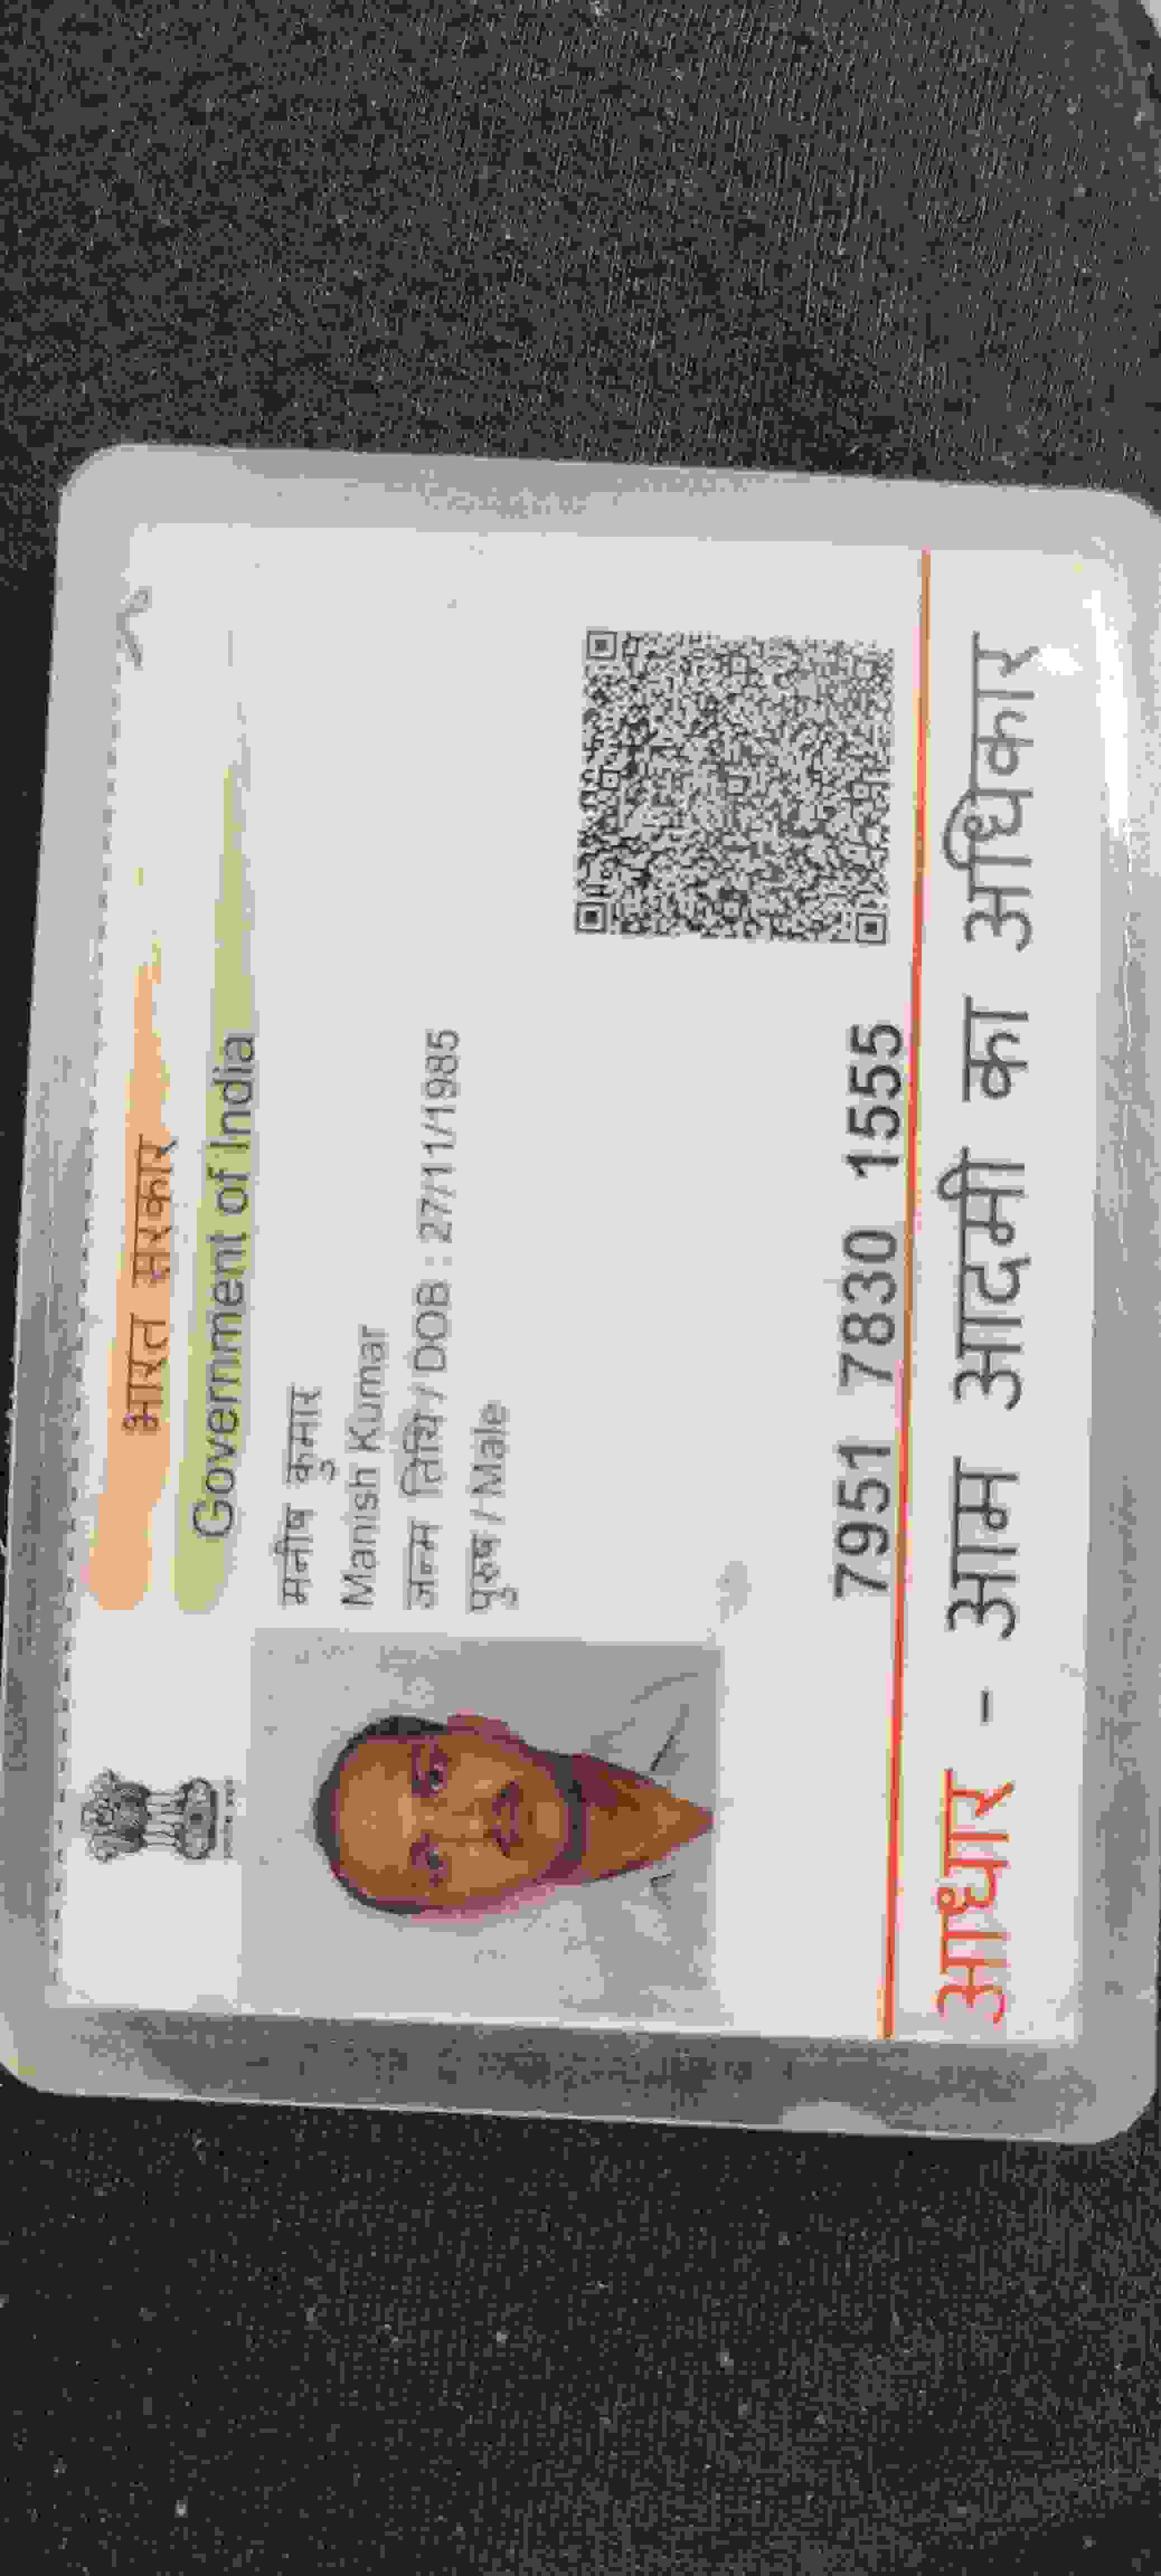 भारत सरकार
Government of India
मनीष कुमार
Manish Kumar
जन्म तिथि / DOB : 27/11/1985
पुरुष / Male
7951 7830 1555
आधार - आम आदमी का अधिकार